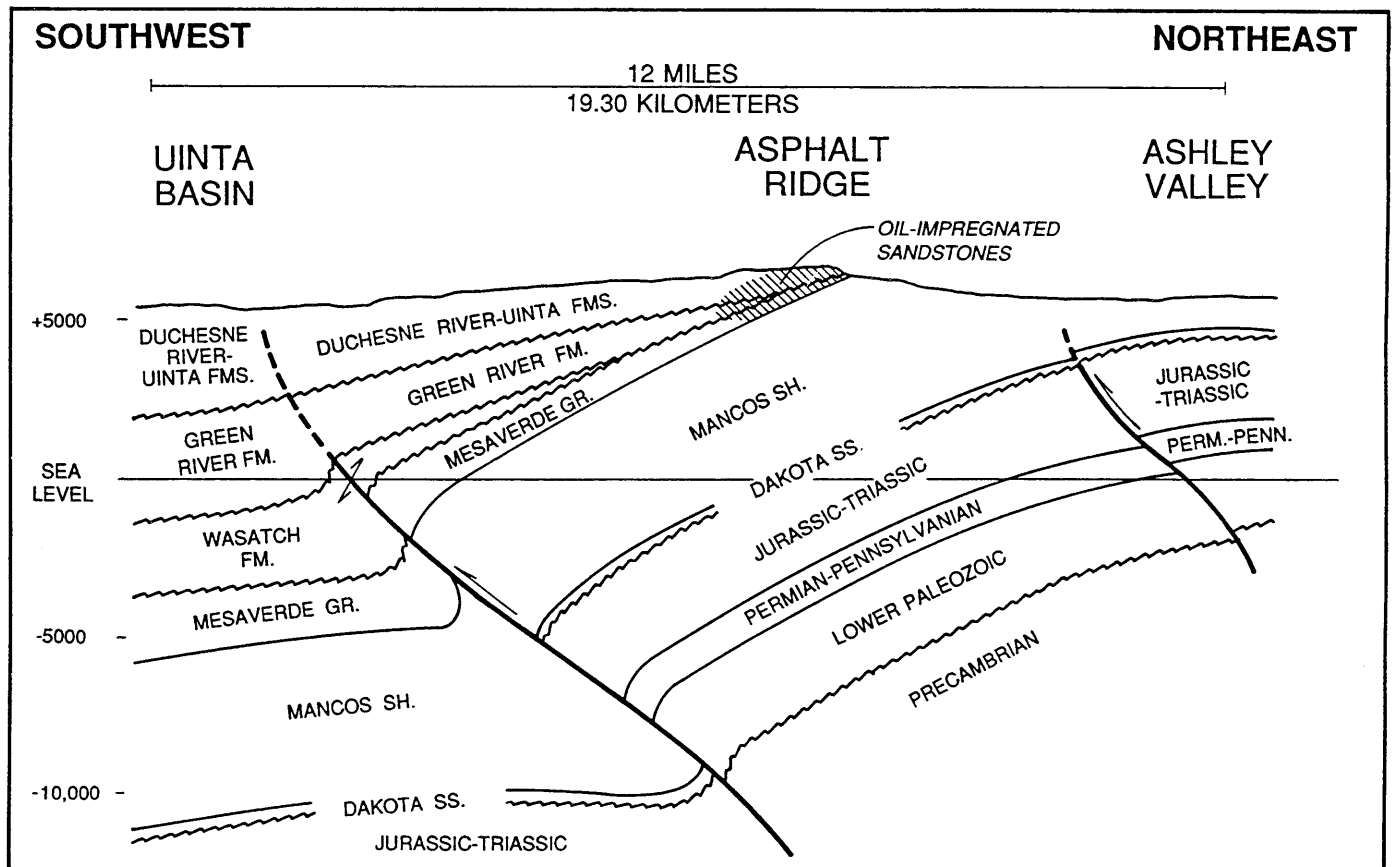 SOUTHWEST
NORTHEAST
12 MILES
19.30 KILOMETERS
UINTA
BASIN
ASPHALT
RIDGE
ASHLEY
VALLEY
OIL-IMPREGNATED
SANDSTONES
+5000
DUCHESNE
RIVER-
UINTA FMS.
DUCHESNE RIVER-UINTA FMS.
GREEN RIVER FM.
MESAVERDE GR.
MANCOS SH.
JURASSIC
-TRIASSIC
PERM.-PENN.
GREEN
RIVER FM.
SEA
LEVEL
DAKOTA SS.
JURASSIC-TRIASSIC
PERMIAN-PENNSYLVANIAN
LOWER PALEOZOIC
PRECAMBRIAN
WASATCH
FM.
MESAVERDE GR.
-5000
MANCOS SH.
-10,000
DAKOTA SS.
JURASSIC-TRIASSIC